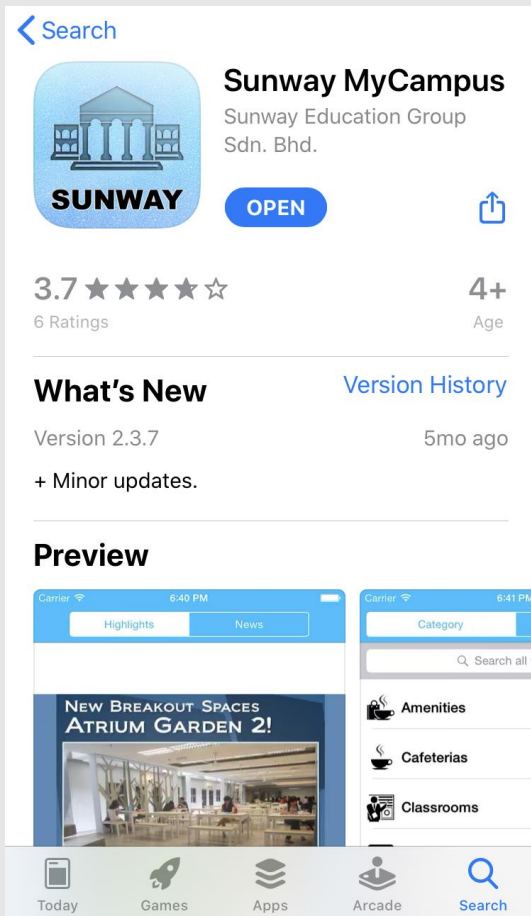 Search
SUNWAY
Sunway MyCampus
Sunway Education Group
Sdn. Bhd.
OPEN
3.7
4+
6 Ratings
Age
What’s New
Version History
Version 2.3.7
5mo ago
+ Minor updates.
Preview
Carrier
6:40 PM
Highlights
News
NEW BREAKOUT SPACES
ATRIUM GARDEN 2!
Carrier
6:41 PM
Category
Search all
Amenities
Cafeterias
Classrooms
Today
Games
Apps
Arcade
Search